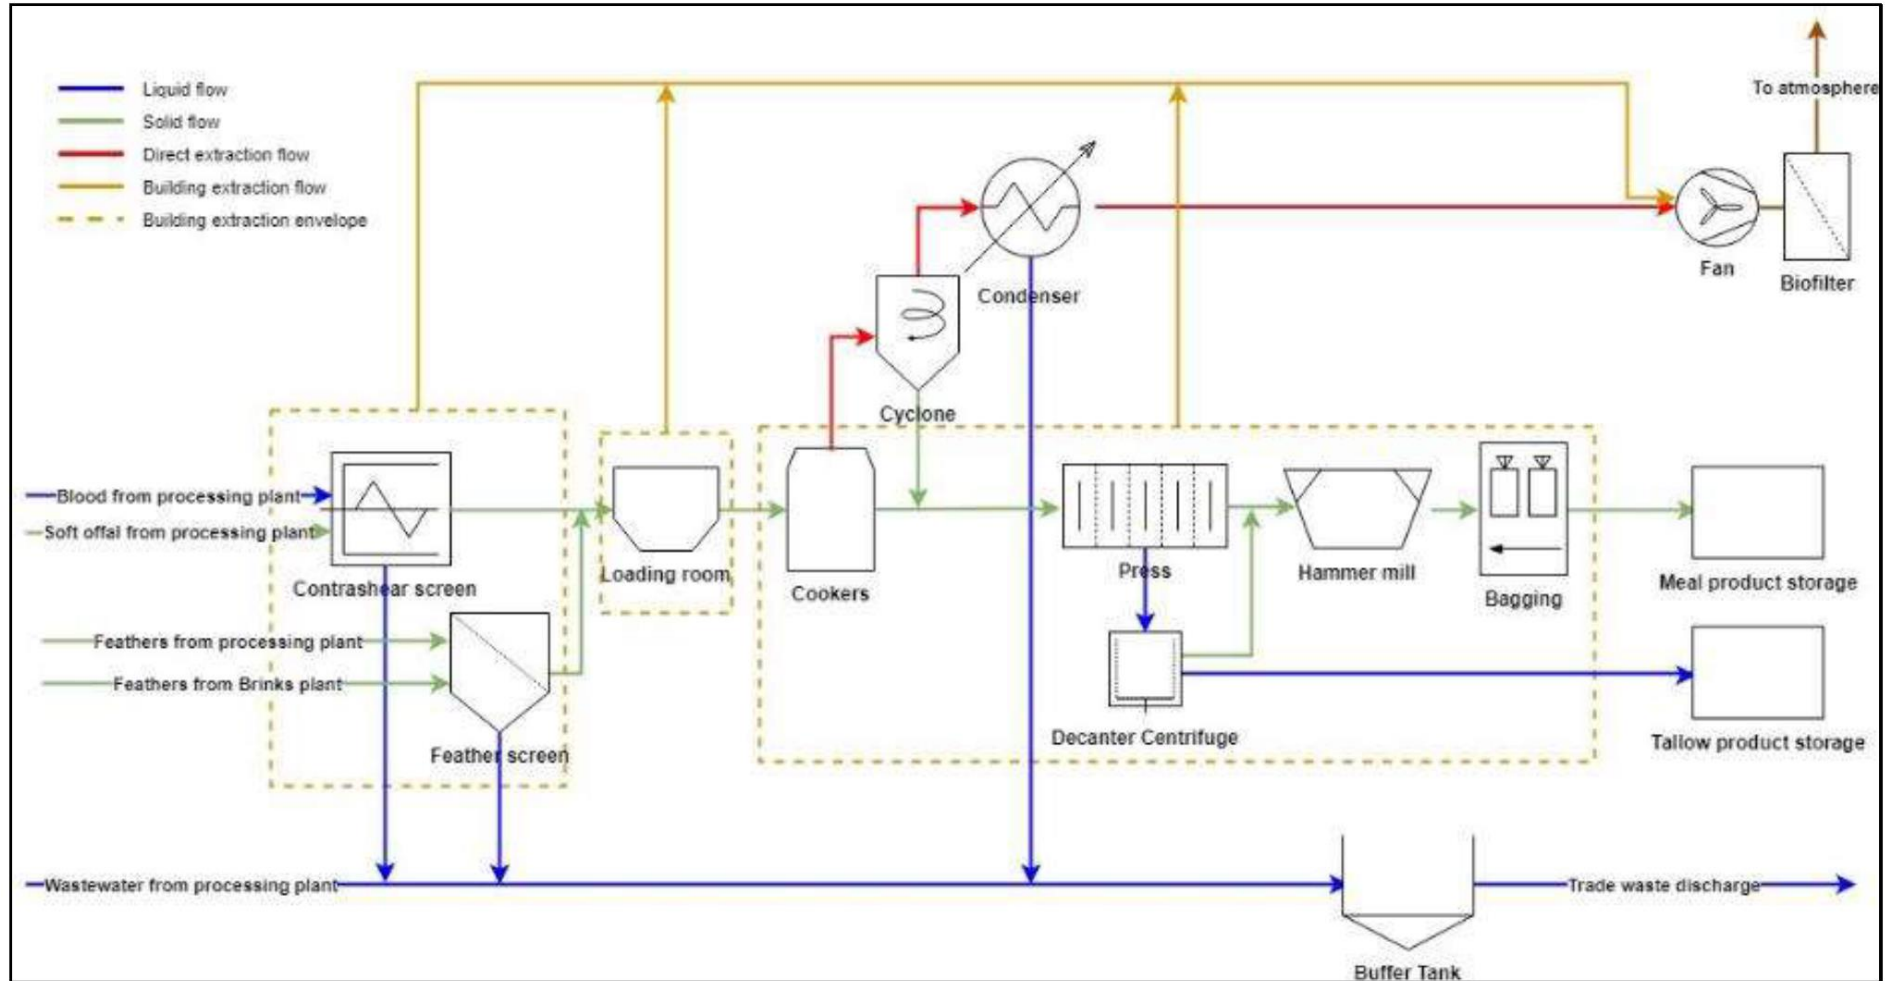 Liquid flow
Solid flow
Direct extraction flow
Building extraction flow
Building extraction envelope
To atmosphere
Fan
Biofilter
Condenser
Cyclone
Blood from processing plant
Soft offal from processing plant
Contrashear screen
Loading room
Cookers
Press
Hammer mill
Bagging
Meal product storage
Feathers from processing plant
Feathers from Brinks plant
Feather screen
Decanter Centrifuge
Tallow product storage
Wastewater from processing plant
Trade waste discharge
Buffer Tank